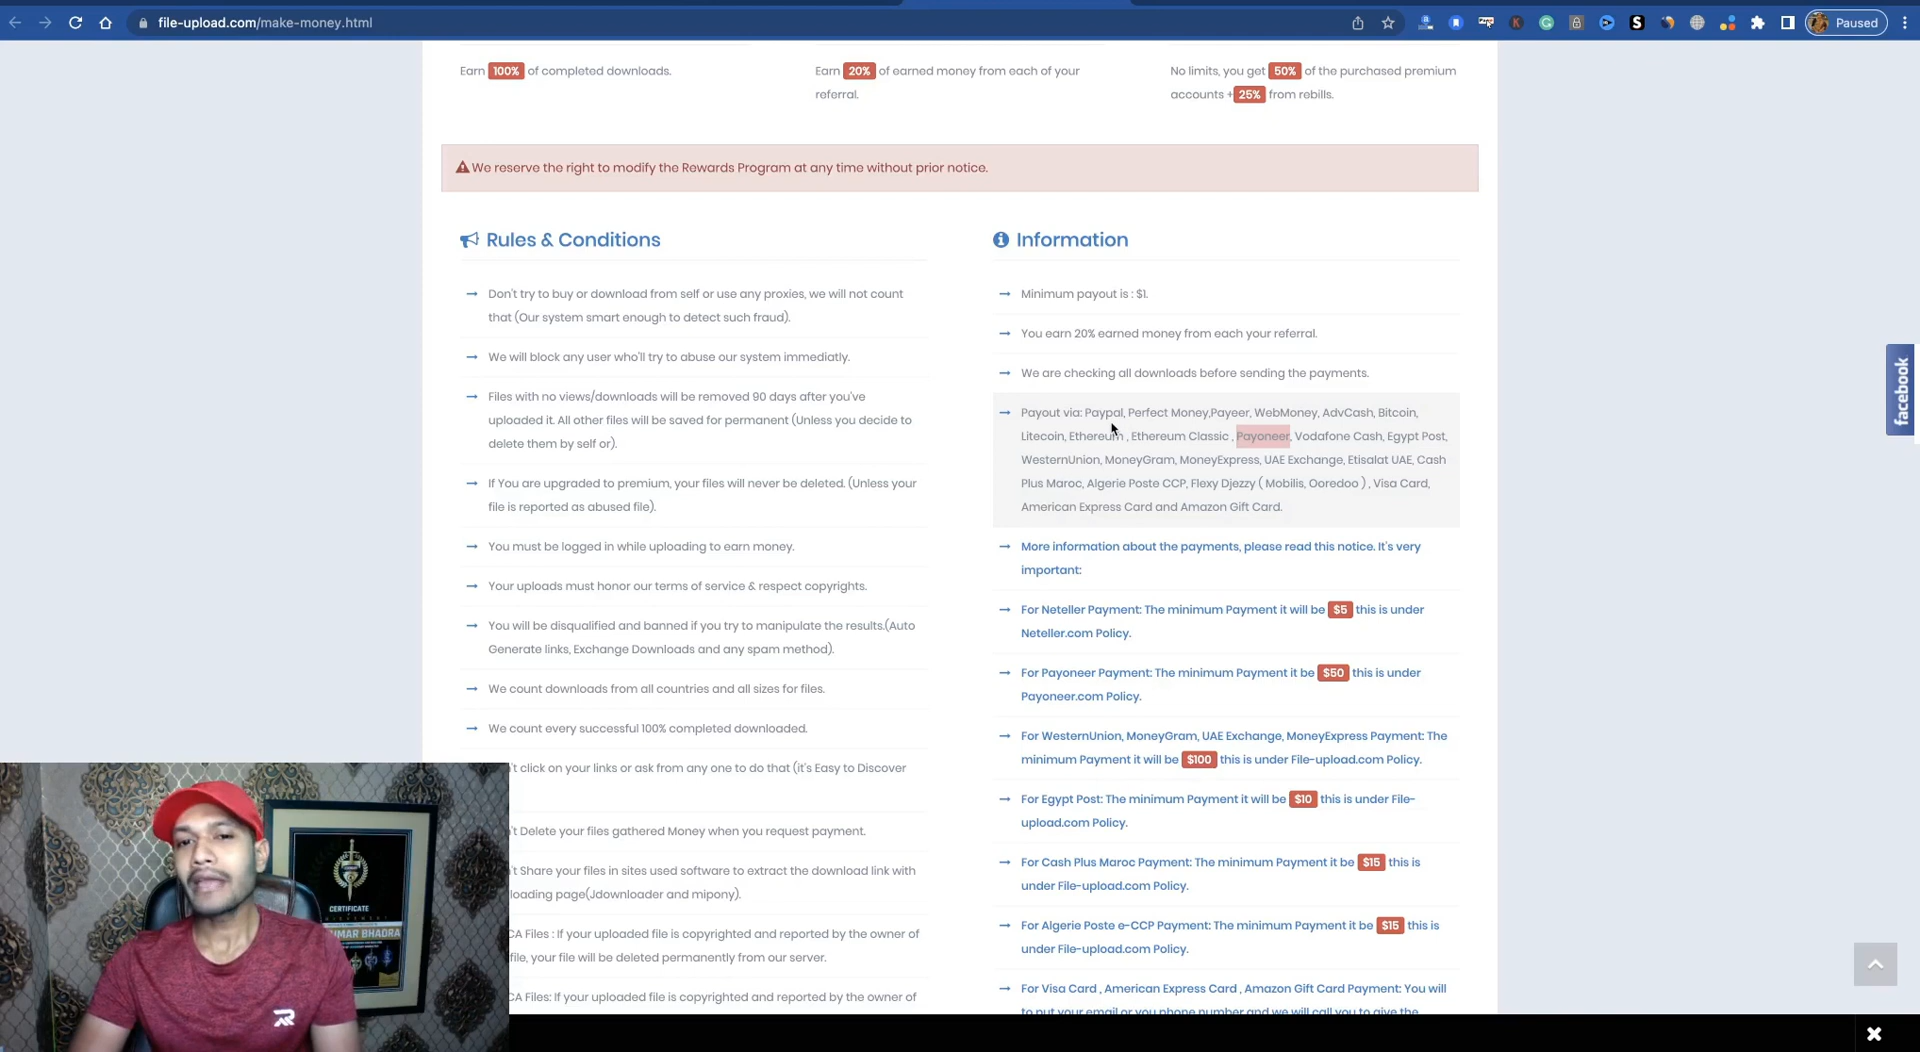 file-upload.com/make-money.html
Paused
Earn 100% of completed downloads.
Earn 20% of earned money from each of your
referral.
No limits, you get 50% of the purchased premium
accounts + 25% from rebills.
We reserve the right to modify the Rewards Program at any time without prior notice.
Rules & Conditions
Don't try to buy or download from self or use any proxies, we will not count
that (Our system smart enough to detect such fraud).
We will block any user who'll try to abuse our system immediatly.
Files with no views/downloads will be removed 90 days after you've
uploaded it. All other files will be saved for permanent (Unless you decide to
delete them by self or).
If You are upgraded to premium, your files will never be deleted. (Unless your
file is reported as abused file).
You must be logged in while uploading to earn money.
Your uploads must honor our terms of service & respect copyrights.
You will be disqualified and banned if you try to manipulate the results.(Auto
Generate links, Exchange Downloads and any spam method).
We count downloads from all countries and all sizes for files.
We count every successful 100% completed downloaded.
't click on your links or ask from any one to do that (it's Easy to Discover
't Delete your files gathered Money when you request payment.
't Share your files in sites used software to extract the download link with
loading page(Jdownloader and mipony).
CA Files : If your uploaded file is copyrighted and reported by the owner of
file, your file will be deleted permanently from our server.
CA Files: If your uploaded file is copyrighted and reported by the owner of
Information
Minimum payout is : $1.
You earn 20% earned money from each your referral.
We are checking all downloads before sending the payments.
Payout via: Paypal, Perfect Money,Payeer, WebMoney, AdvCash, Bitcoin,
Litecoin, Ethereum , Ethereum Classic , Payoneer, Vodafone Cash, Egypt Post,
WesternUnion, MoneyGram, MoneyExpress, UAE Exchange, Etisalat UAE, Cash
Plus Maroc, Algerie Poste CCP, Flexy Djezzy ( Mobilis, Ooredoo ) , Visa Card,
American Express Card and Amazon Gift Card.
More information about the payments, please read this notice. It's very
important:
For Neteller Payment: The minimum Payment it will be $5 this is under
Neteller.com Policy.
For Payoneer Payment: The minimum Payment it be $50 this is under
Payoneer.com Policy.
For WesternUnion, MoneyGram, UAE Exchange, MoneyExpress Payment: The
minimum Payment it will be $100 this is under File-upload.com Policy.
For Egypt Post: The minimum Payment it will be $10 this is under File-
upload.com Policy.
For Cash Plus Maroc Payment: The minimum Payment it be $15 this is
under File-upload.com Policy.
For Algerie Poste e-CCP Payment: The minimum Payment it be $15 this is
under File-upload.com Policy.
For Visa Card , American Express Card , Amazon Gift Card Payment: You will
to put your email or you phone number and we will call you to give the
facebook
CERTIFICATE
UMAR BHADRA